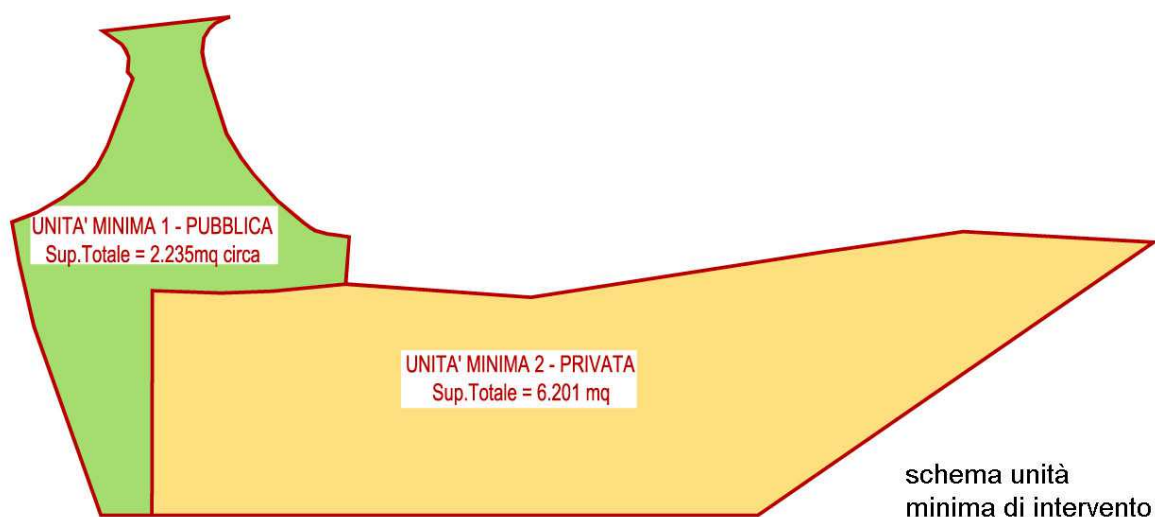 UNITA' MINIMA 1 - PUBBLICA
Sup.Totale = 2.235mq circa
UNITA' MINIMA 2 - PRIVATA
Sup.Totale = 6.201 mq
schema unità
minima di intervento